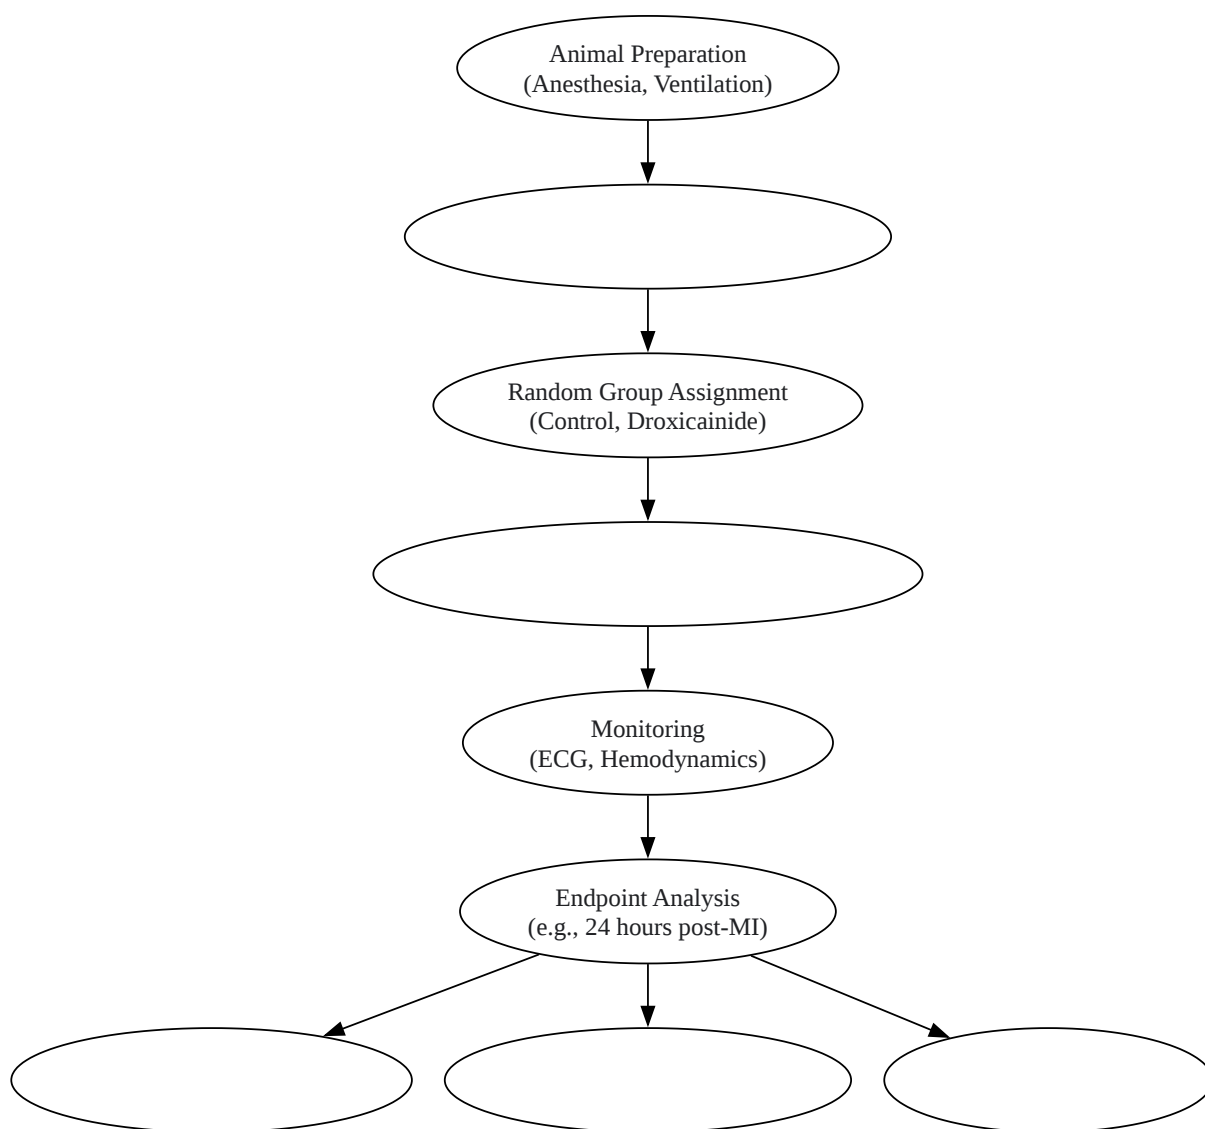 Animal Preparation
(Anesthesia, Ventilation)
Random Group Assignment
(Control, Droxicainide)
Monitoring
(ECG, Hemodynamics)
Endpoint Analysis
(e.g., 24 hours post-MI)